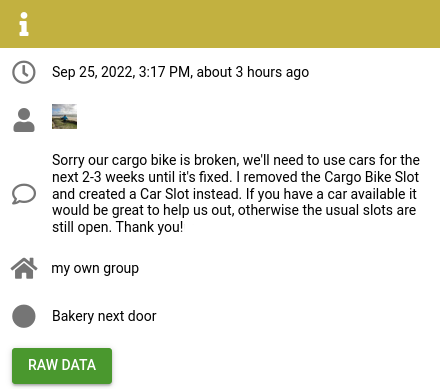 Sep 25, 2022, 3:17 PM, about 3 hours ago
Sorry our cargo bike is broken, we'll need to use cars for the
next 2-3 weeks until it's fixed. I removed the Cargo Bike Slot
and created a Car Slot instead. If you have a car available it
would be great to help us out, otherwise the usual slots are
still open. Thank you!
my own group
Bakery next door
RAW DATA